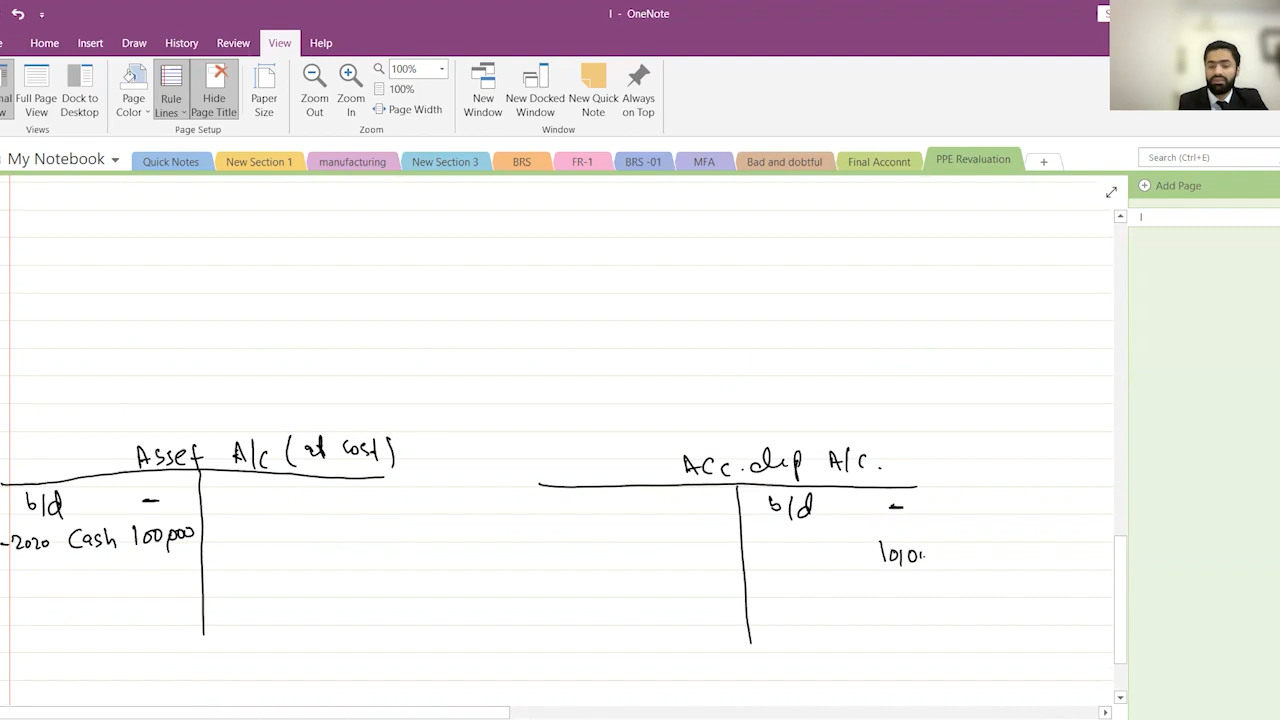 I - OneNote
Home Insert Draw History Review View Help
Full Page View
Dock to Desktop
Page Color
Rule Lines
Hide Page Title
Paper Size
Zoom Out
Zoom In
100%
100%
Page Width
New Window
New Docked Window
New Quick Note
Always on Top
Views Page Setup Zoom Window
My Notebook Quick Notes New Section 1 manufacturing New Section 3 BRS FR-1 BRS -01 MFA Bad and doubtful Final Acconnt PPE Revaluation +
Search (Ctrl+E)
Add Page
I
Asset A/c (at cost)
b/d -
-2020 Cash 100,000
Acc.dep A/c.
b/d -
10,0